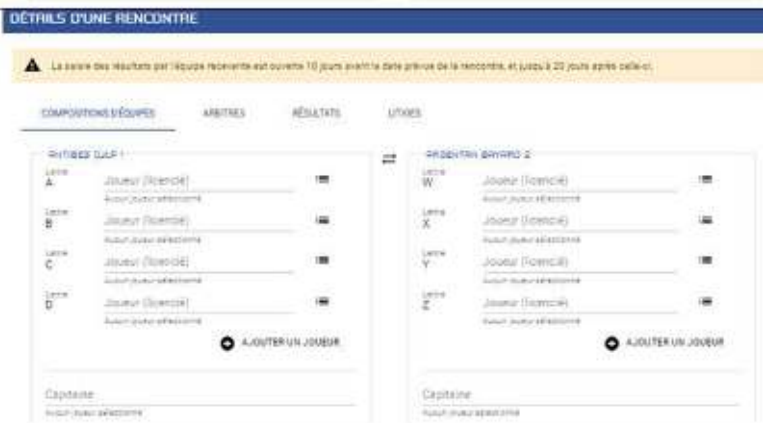 DÉTAILS D'UNE RENCONTRE
La saisie des résultats par l'équipe recevante est ouverte 10 jours avant la date prévue de la rencontre, et jusqu'à 20 jours après celle-ci.
COMPOSITIONS D'ÉQUIPES ARBITRES RÉSULTATS LITIGES
ANTIBES 1
Lettre
A Joueur (licencié)
Aucun joueur sélectionné
Lettre
B Joueur (licencié)
Aucun joueur sélectionné
Lettre
C Joueur (licencié)
Aucun joueur sélectionné
Lettre
D Joueur (licencié)
Aucun joueur sélectionné
AJOUTER UN JOUEUR
Capitaine
Aucun joueur sélectionné
ARGENTAN BAYARD 2
Lettre
W Joueur (licencié)
Aucun joueur sélectionné
Lettre
X Joueur (licencié)
Aucun joueur sélectionné
Lettre
Y Joueur (licencié)
Aucun joueur sélectionné
Lettre
Z Joueur (licencié)
Aucun joueur sélectionné
AJOUTER UN JOUEUR
Capitaine
Aucun joueur sélectionné